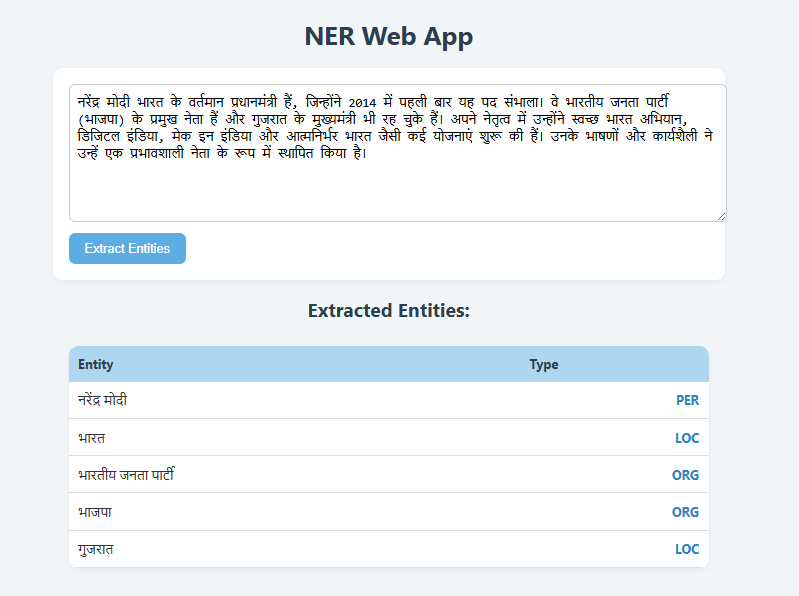 NER Web App
नरेंद्र मोदी भारत के वर्तमान प्रधानमंत्री हैं, जिन्होंने 2014 में पहली बार यह पद संभाला। वे भारतीय जनता पार्टी
(भाजपा) के प्रमुख नेता हैं और गुजरात के मुख्यमंत्री भी रह चुके हैं। अपने नेतृत्व में उन्होंने स्वच्छ भारत अभियान,
डिजिटल इंडिया, मेक इन इंडिया और आत्मनिर्भर भारत जैसी कई योजनाएं शुरू की हैं। उनके भाषणों और कार्यशैली ने
उन्हें एक प्रभावशाली नेता के रूप में स्थापित किया है।
Extract Entities
Extracted Entities:
Entity Type
नरेंद्र मोदी PER
भारत LOC
भारतीय जनता पार्टी ORG
भाजपा ORG
गुजरात LOC